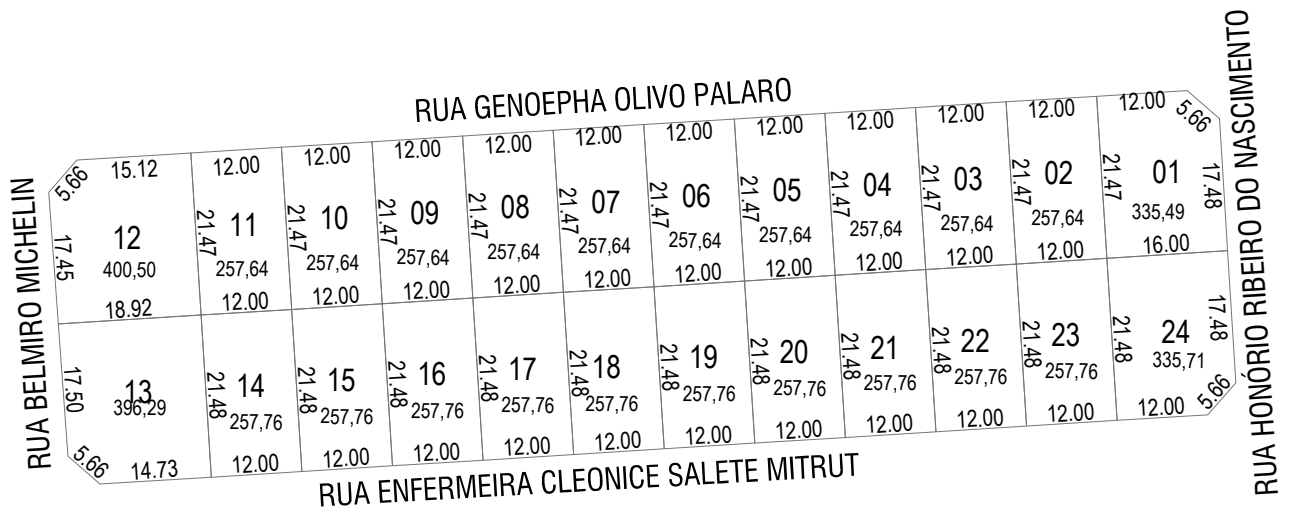 RUA GENOEPHA OLIVO PALARO
RUA BELMIRO MICHELIN
RUA HONÓRIO RIBEIRO DO NASCIMENTO
5.66 15.12 12.00 12.00 12.00 12.00 12.00 12.00 12.00 12.00 12.00 12.00 12.00 5.66
17.45 12 21.47 11 21.47 10 21.47 09 21.47 08 21.47 07 21.47 06 21.47 05 21.47 04 21.47 03 21.47 02 21.47 01 17.48
400,50 257,64 257,64 257,64 257,64 257,64 257,64 257,64 257,64 257,64 257,64 335,49
18.92 12.00 12.00 12.00 12.00 12.00 12.00 12.00 12.00 12.00 12.00 16.00
17.50 13 21.48 14 21.48 15 21.48 16 21.48 17 21.48 18 21.48 19 21.48 20 21.48 21 21.48 22 21.48 23 21.48 24 17.48
396,29 257,76 257,76 257,76 257,76 257,76 257,76 257,76 257,76 257,76 257,76 335,71
5.66 14.73 12.00 12.00 12.00 12.00 12.00 12.00 12.00 12.00 12.00 12.00 12.00 5.66
RUA ENFERMEIRA CLEONICE SALETE MITRUT